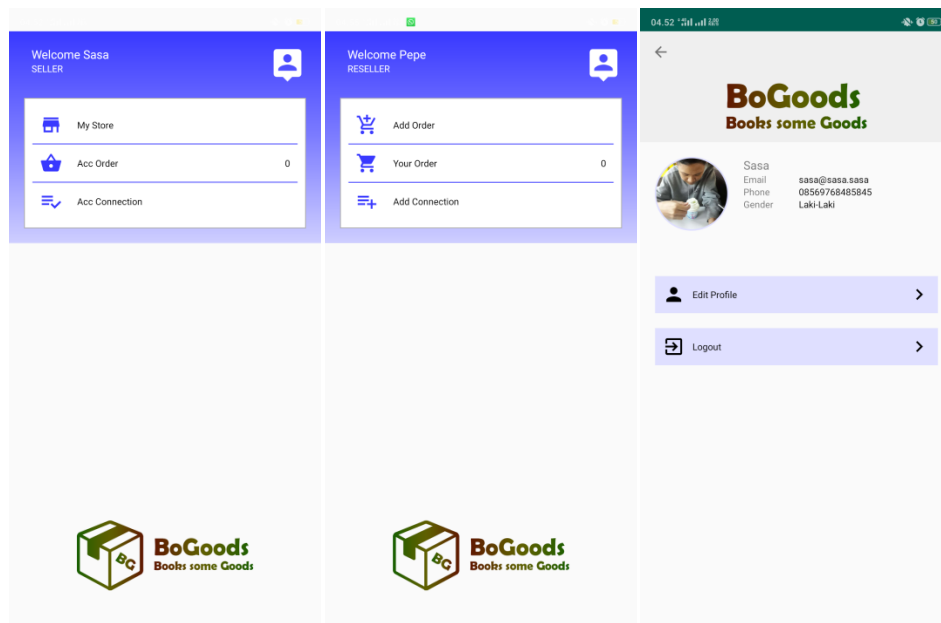 Welcome Sasa
SELLER
My Store
Acc Order 0
Acc Connection
BG
BoGoods
Books some Goods
Welcome Pepe
RESELLER
Add Order
Your Order 0
Add Connection
BG
BoGoods
Books some Goods
04.52
BoGoods
Books some Goods
Sasa
Email sasa@sasa.sasa
Phone 08569768485845
Gender Laki-Laki
Edit Profile
Logout